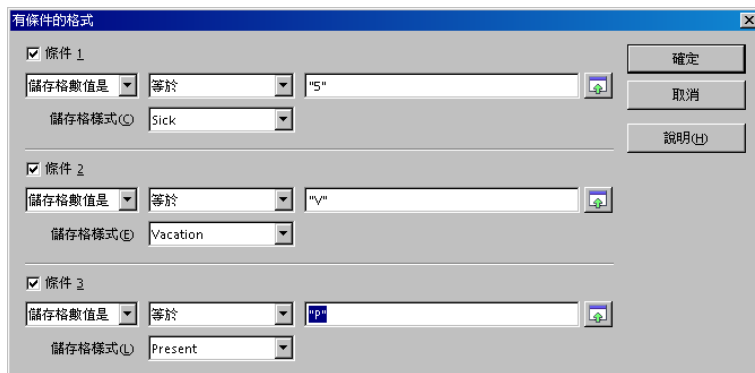 有條件的格式
條件 1
確定
儲存格數值是 等於 "S"
取消
儲存格樣式(C) Sick
說明(H)
條件 2
儲存格數值是 等於 "V"
儲存格樣式(E) Vacation
條件 3
儲存格數值是 等於 "P"
儲存格樣式(L) Present